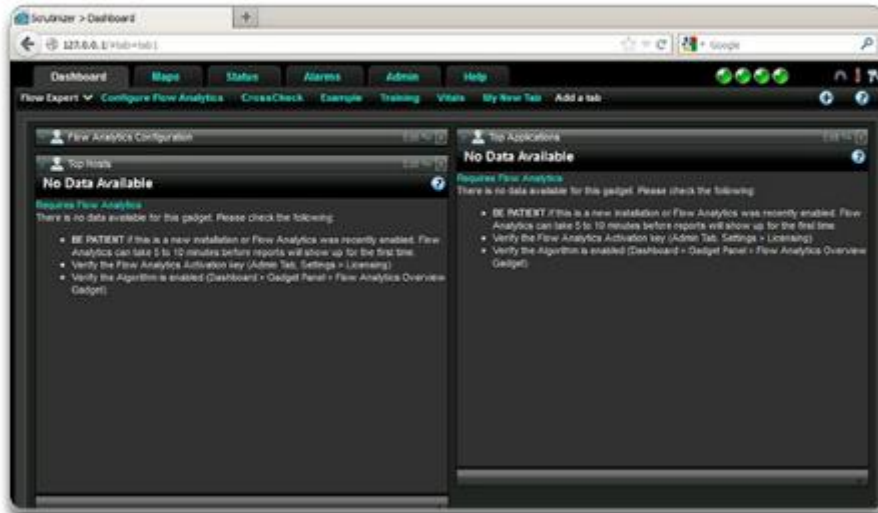 Scrutinizer > Dashboard
127.0.0.1/#tab=tab1
Google
Dashboard Maps Status Alarms Admin Help
Flow Expert Configure Flow Analytics CrossCheck Example Training Vitals My New Tab Add a tab
Flow Analytics Configuration
Top Hosts
No Data Available
Requires Flow Analytics
There is no data available for this gadget. Please check the following:
• BE PATIENT if this is a new installation or Flow Analytics was recently enabled. Flow
Analytics can take 5 to 10 minutes before reports will show up for the first time.
• Verify the Flow Analytics Activation key (Admin Tab, Settings > Licensing)
• Verify the Algorithm is enabled (Dashboard > Gadget Panel > Flow Analytics Overview
Gadget)
Top Applications
No Data Available
Requires Flow Analytics
There is no data available for this gadget. Please check the following:
• BE PATIENT if this is a new installation or Flow Analytics was recently enabled. Flow
Analytics can take 5 to 10 minutes before reports will show up for the first time.
• Verify the Flow Analytics Activation key (Admin Tab, Settings > Licensing)
• Verify the Algorithm is enabled (Dashboard > Gadget Panel > Flow Analytics Overview
Gadget)